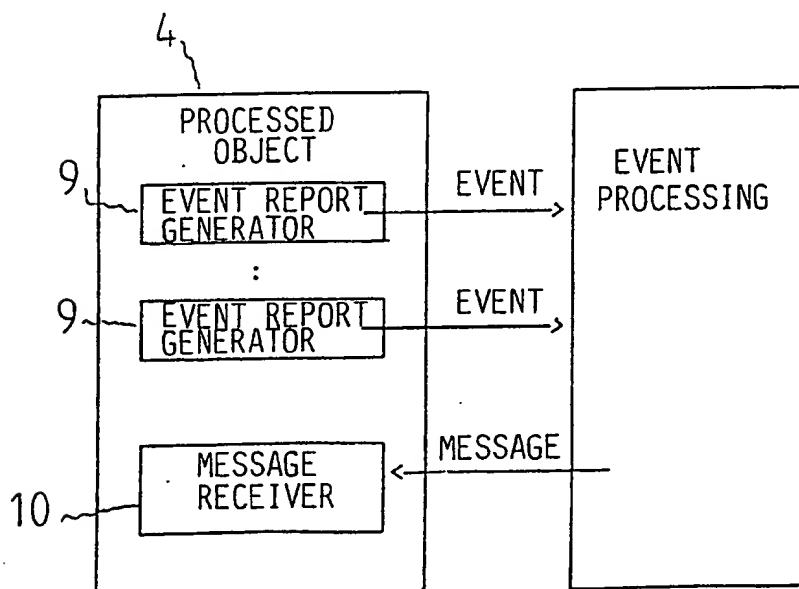 4
PROCESSED
OBJECT
9
EVENT REPORT
GENERATOR
EVENT
:
9
EVENT REPORT
GENERATOR
EVENT
MESSAGE
10
MESSAGE
RECEIVER
EVENT
PROCESSING